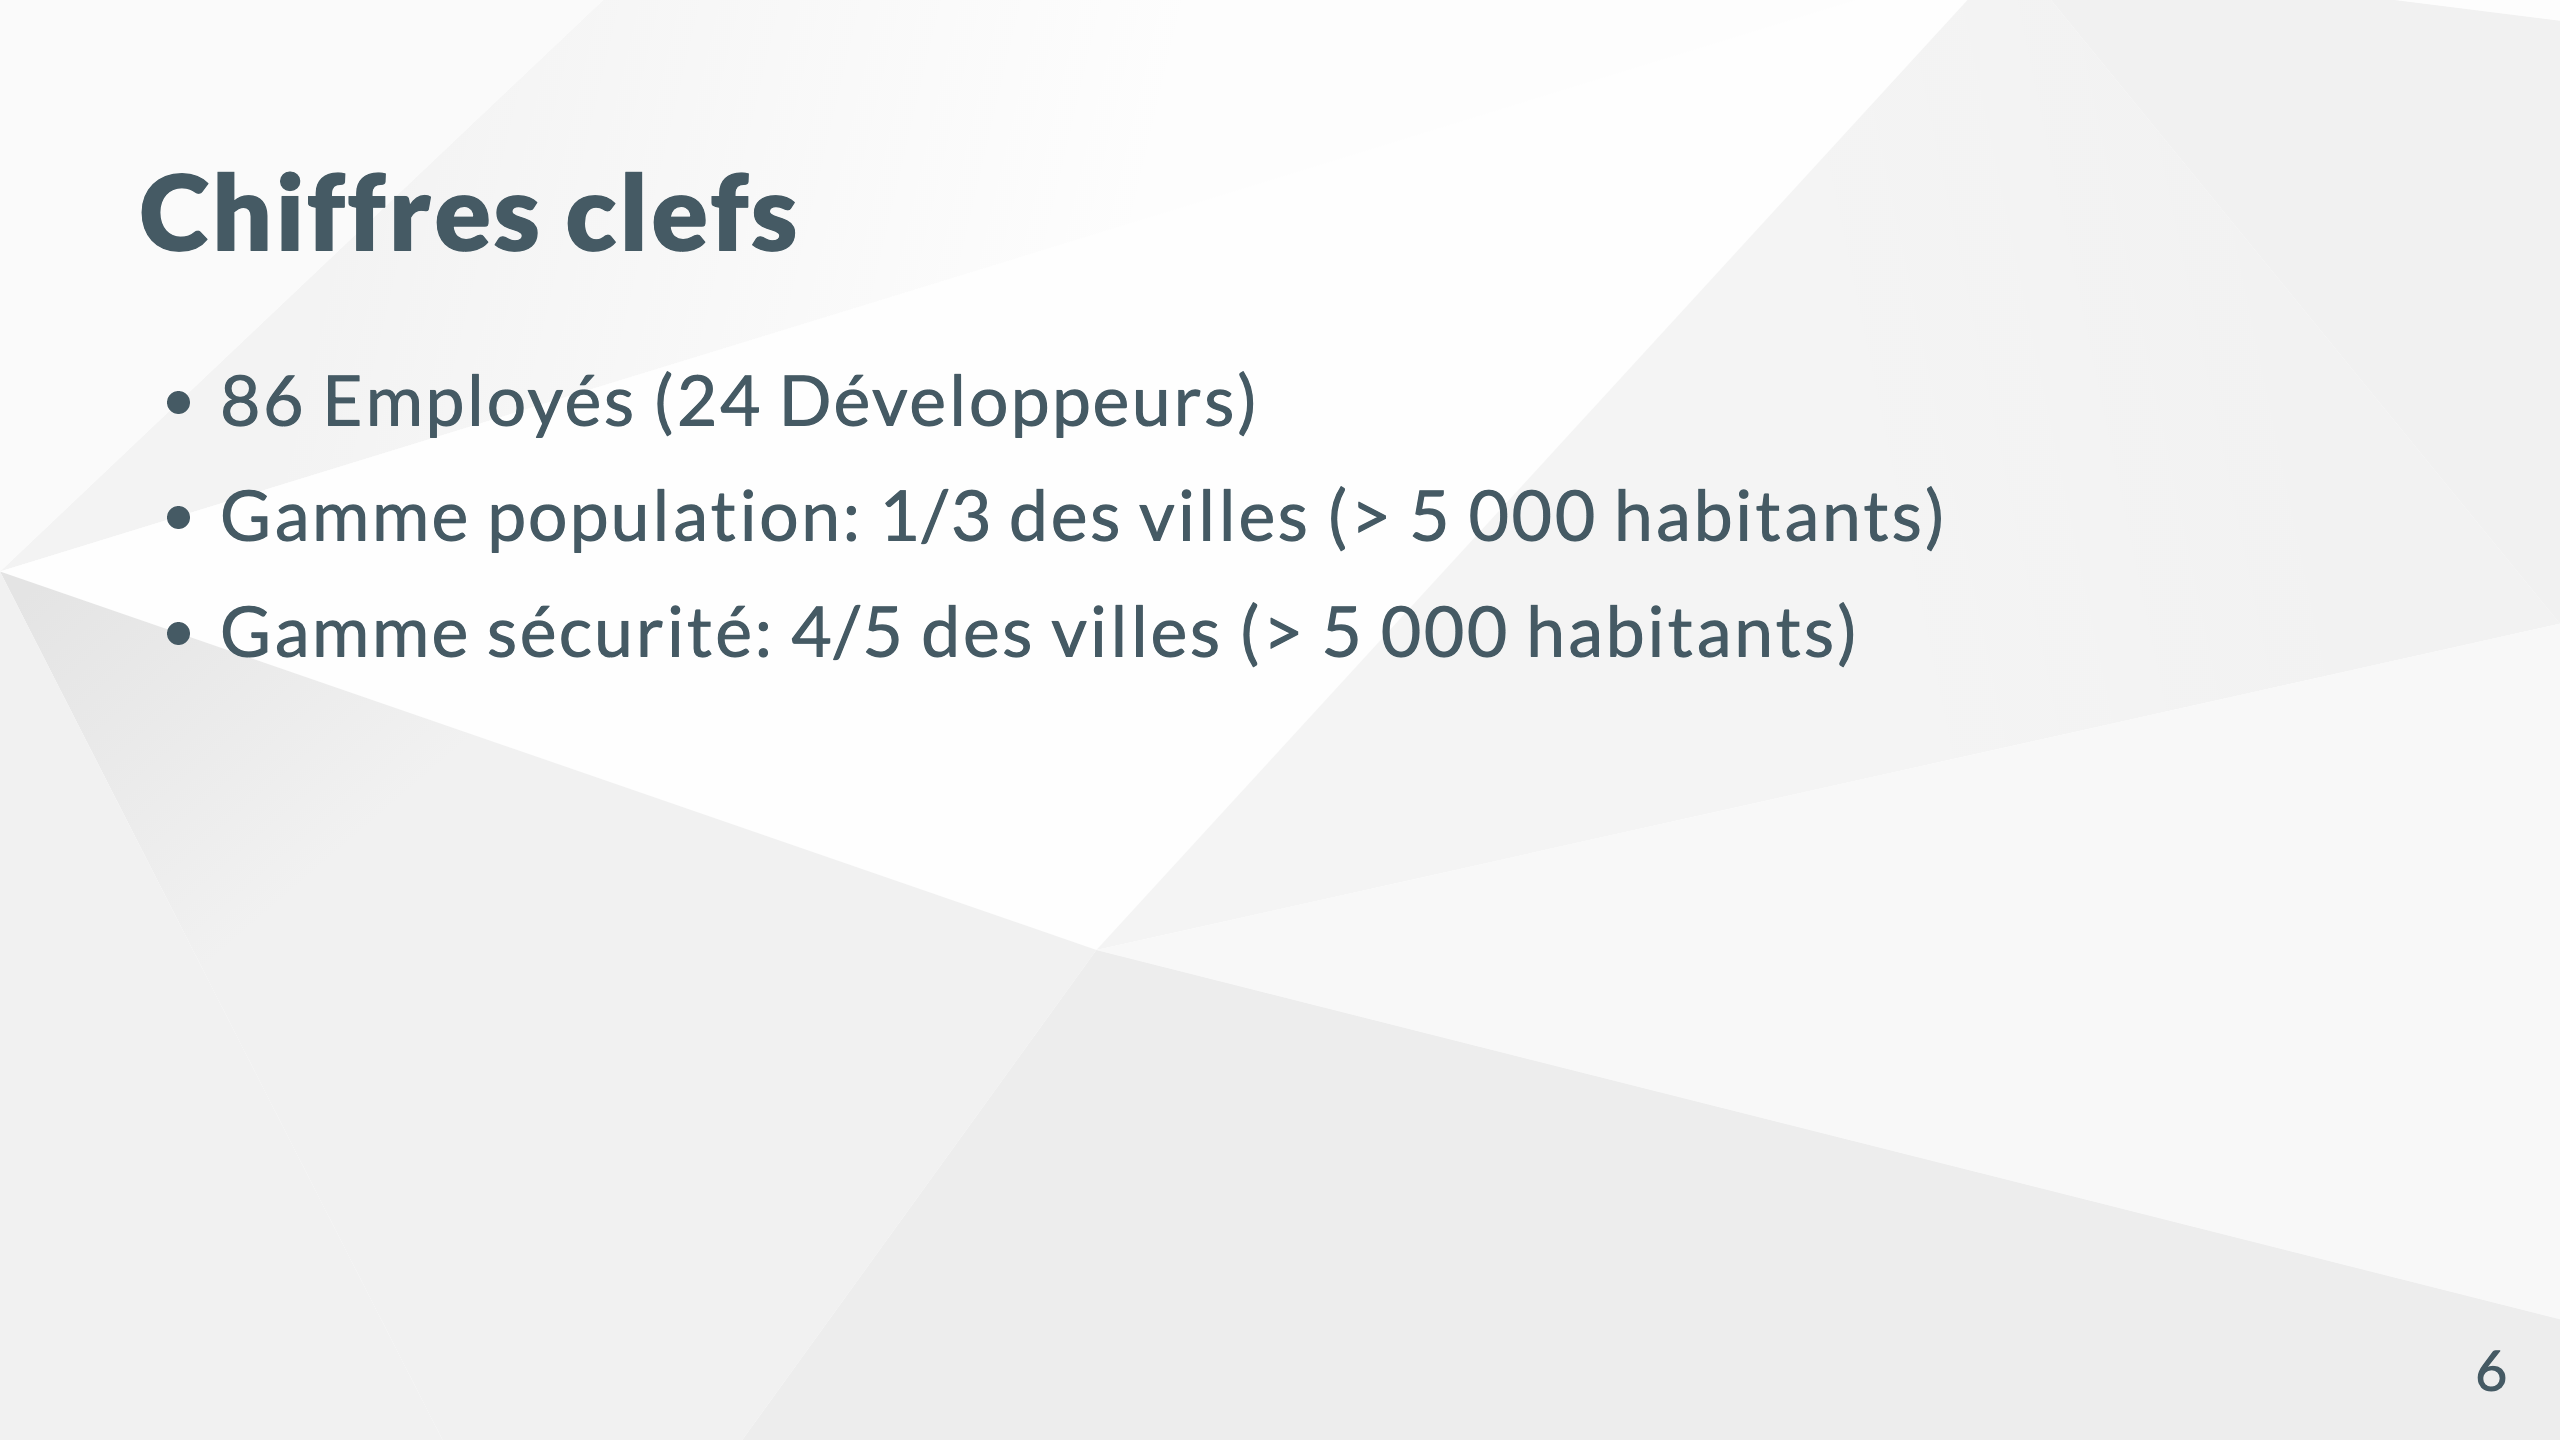 Chiffres clefs
• 86 Employés (24 Développeurs)
• Gamme population: 1/3 des villes (> 5 000 habitants)
• Gamme sécurité: 4/5 des villes (> 5 000 habitants)
6